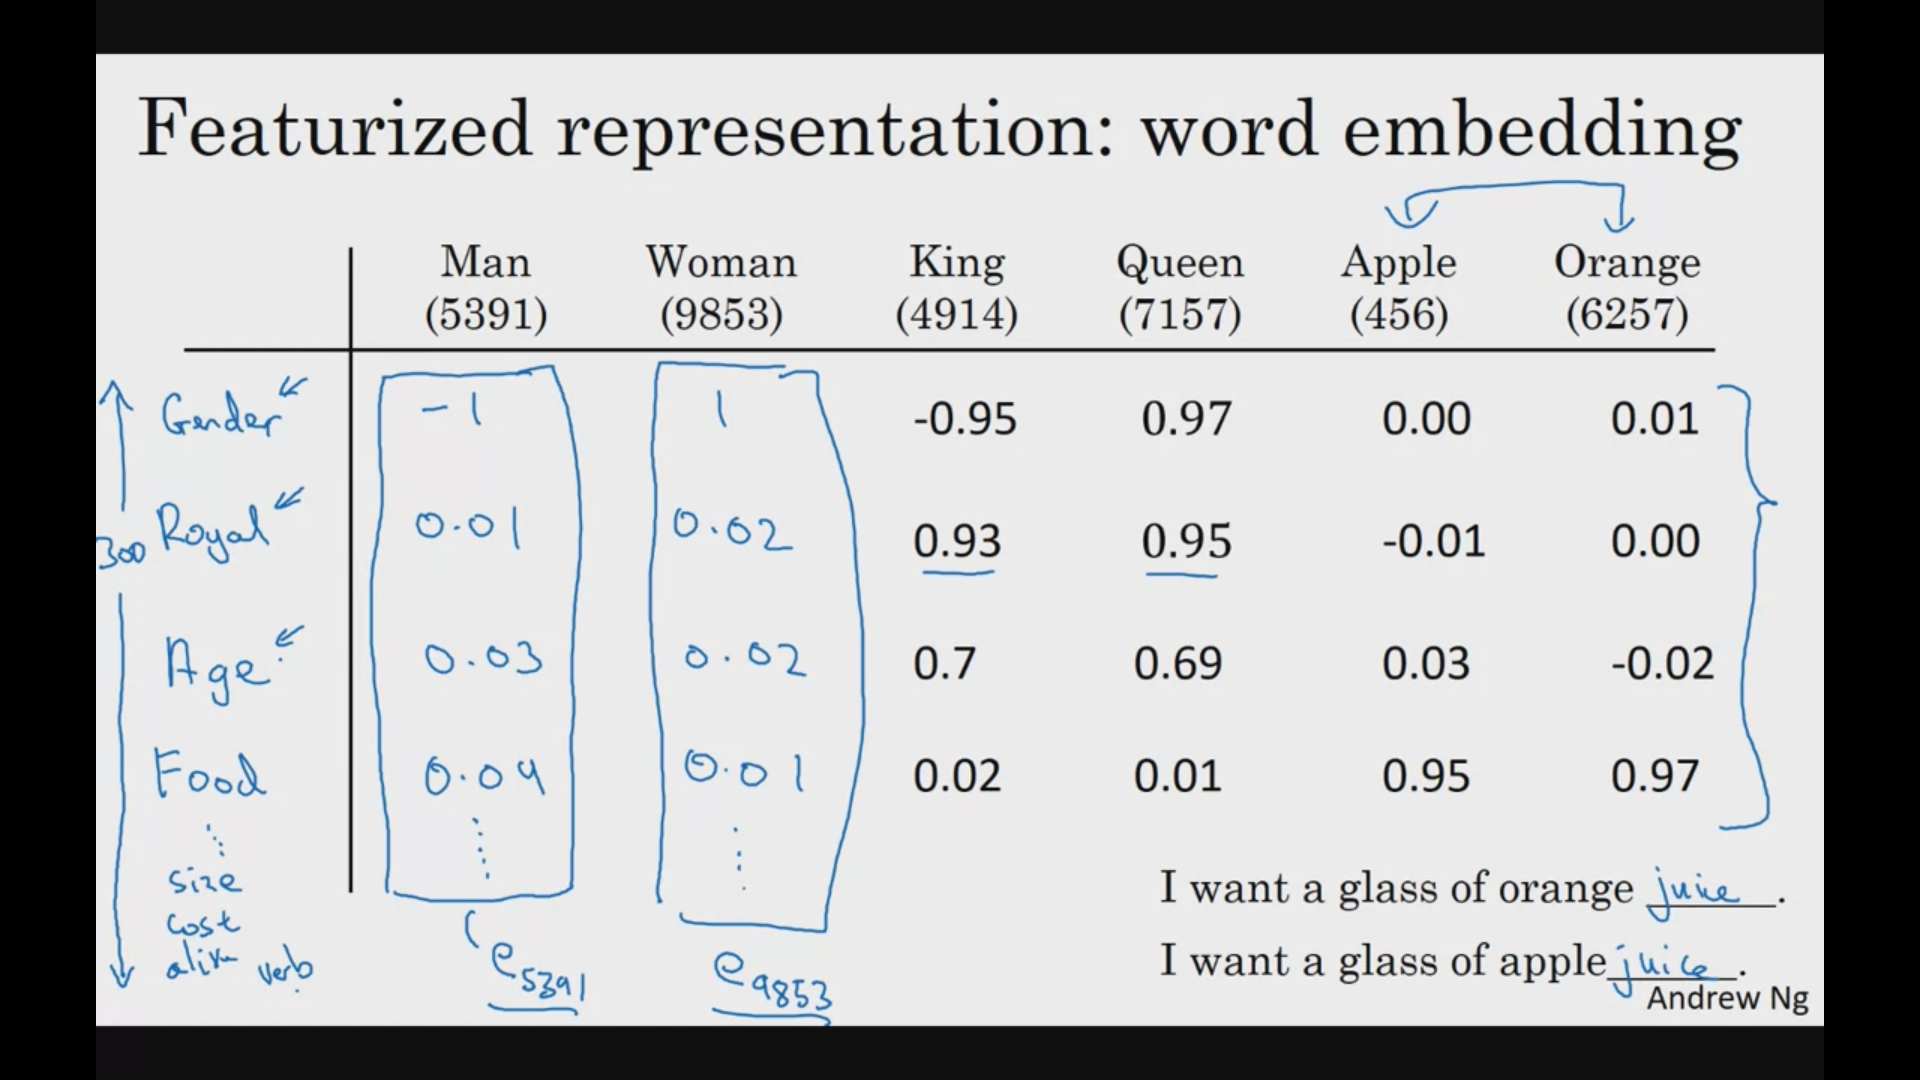 Featurized representation: word embedding
Man Woman King Queen Apple Orange
(5391) (9853) (4914) (7157) (456) (6257)
Gender -1 1 -0.95 0.97 0.00 0.01
300 Royal 0.01 0.02 0.93 0.95 -0.01 0.00
Age 0.03 0.02 0.7 0.69 0.03 -0.02
Food 0.04 0.01 0.02 0.01 0.95 0.97
size
cost
verb
e5391 e9853
I want a glass of orange juice.
I want a glass of apple juice.
Andrew Ng